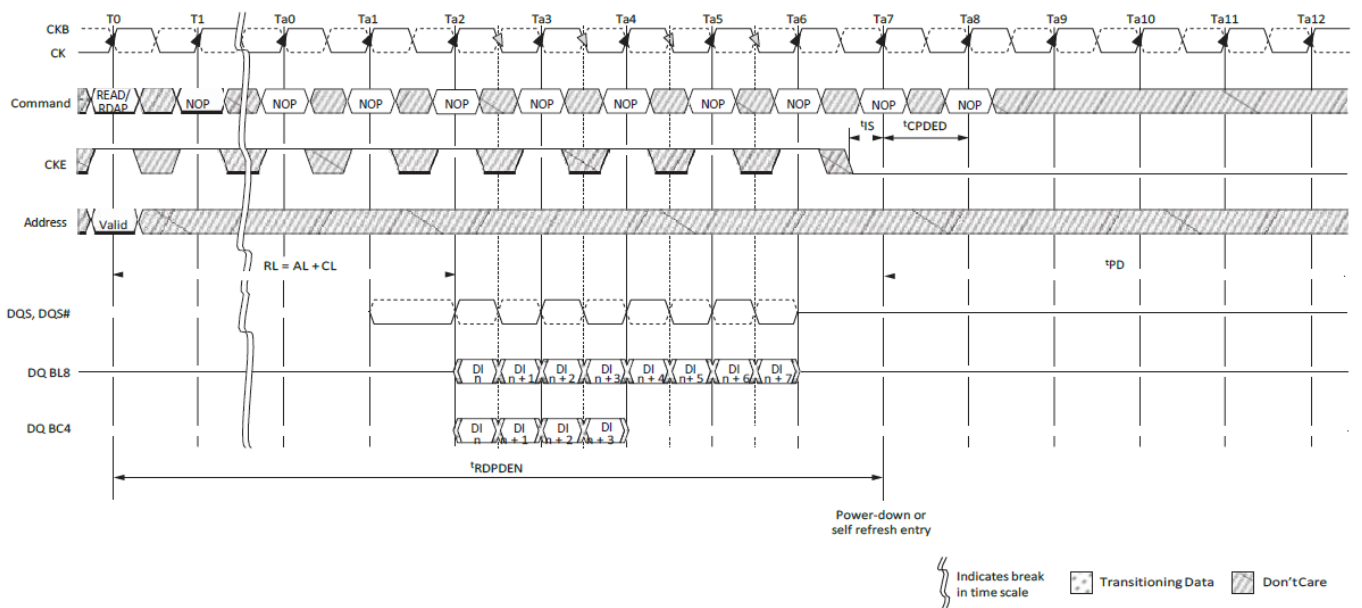 T0 T1 Ta0 Ta1 Ta2 Ta3 Ta4 Ta5 Ta6 Ta7 Ta8 Ta9 Ta10 Ta11 Ta12
CKB
CK
Command READ/ RDAP NOP NOP NOP NOP NOP NOP NOP NOP NOP NOP
tIS tCPDED
CKE
Address Valid
RL = AL + CL tPD
DQS, DQS#
DQ BL8 DI n DI n + 1 DI n + 2 DI n + 3 DI n + 4 DI n+ 5 DI n + 6 DI n + 7
DQ BC4 DI n DI n + 1 DI n + 2 DI n + 3
tRDPDEN
Power-down or
self refresh entry
Indicates break
in time scale
Transitioning Data
Don'tCare